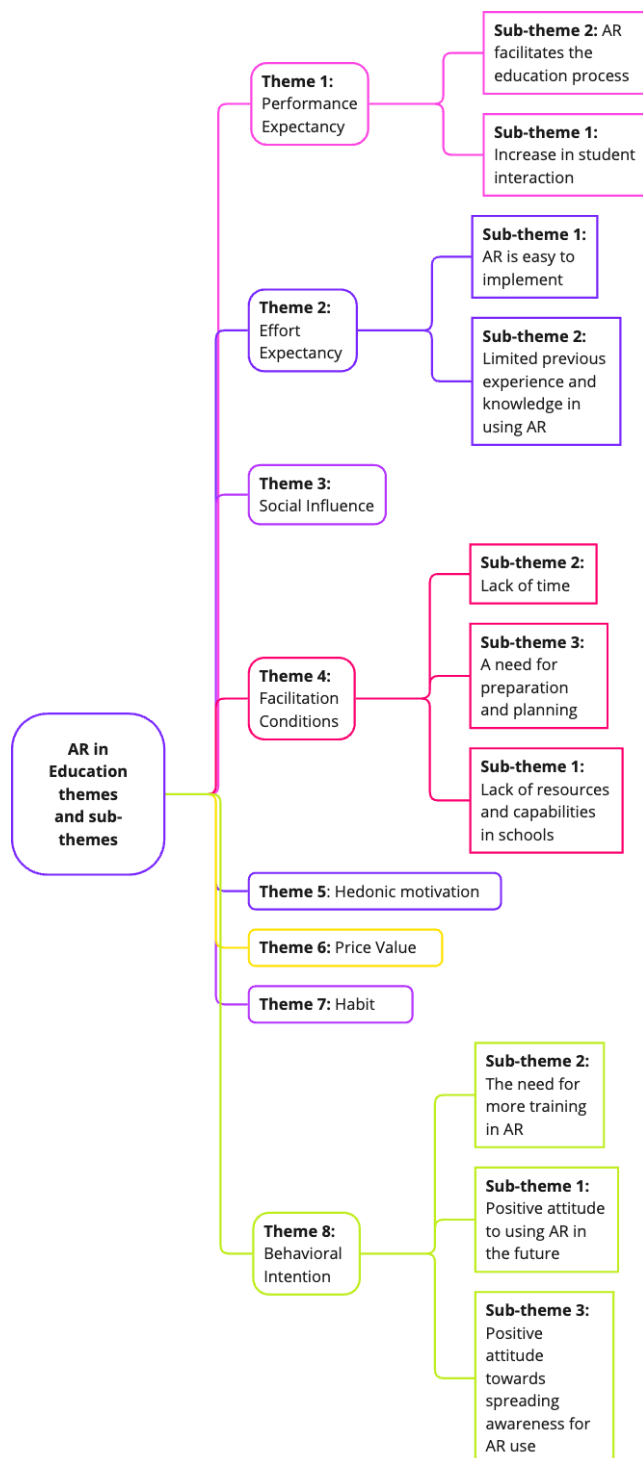 AR in
Education
themes
and sub-
themes
Theme 1:
Performance
Expectancy
Sub-theme 2: AR
facilitates the
education process
Sub-theme 1:
Increase in student
interaction
Theme 2:
Effort
Expectancy
Sub-theme 1:
AR is easy to
implement
Sub-theme 2:
Limited previous
experience and
knowledge in
using AR
Theme 3:
Social Influence
Theme 4:
Facilitation
Conditions
Sub-theme 2:
Lack of time
Sub-theme 3:
A need for
preparation
and planning
Sub-theme 1:
Lack of resources
and capabilities
in schools
Theme 5: Hedonic motivation
Theme 6: Price Value
Theme 7: Habit
Theme 8:
Behavioral
Intention
Sub-theme 2:
The need for
more training
in AR
Sub-theme 1:
Positive attitude
to using AR in
the future
Sub-theme 3:
Positive
attitude
towards
spreading
awareness for
AR use